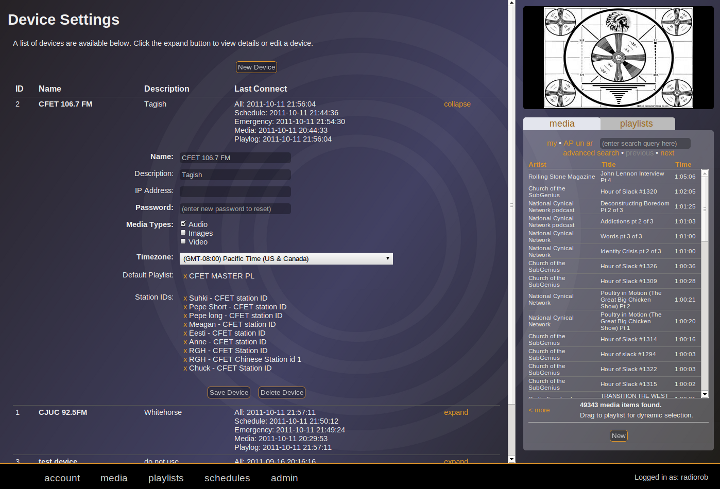 Device Settings
A list of devices are available below. Click the expand button to view details or edit a device.
New Device
ID Name Description Last Connect
2 CFET 106.7 FM Tagish All: 2011-10-11 21:56:04 collapse
Schedule: 2011-10-11 21:44:36
Emergency: 2011-10-11 21:54:30
Media: 2011-10-11 20:44:33
Playlog: 2011-10-11 21:56:04
Name: CFET 106.7 FM
Description: Tagish
IP Address:
Password: (enter new password to reset)
Media Types: Audio
Images
Video
Timezone: (GMT-08:00) Pacific Time (US & Canada)
Default Playlist: x CFET MASTER PL
Station IDs:
x Suhki - CFET station ID
x Pepe Short - CFET station ID
x Pepe long - CFET station ID
x Meagan - CFET station ID
x Eesti - CFET station ID
x Anne - CFET station ID
x RGH - CFET Station ID
x RGH - CFET Chinese Station id 1
x Chuck - CFET Station ID
Save Device Delete Device
1 CJUC 92.5FM Whitehorse All: 2011-10-11 21:57:11 expand
Schedule: 2011-10-11 21:50:12
Emergency: 2011-10-11 21:49:24
Media: 2011-10-11 20:29:53
Playlog: 2011-10-11 21:57:11
3 test device do not use All: 2011-09-16 20:16:16 expand
media playlists
my • AP un ar (enter search query here)
advanced search • previous • next
Artist Title Time
Rolling Stone Magazine John Lennon Interview Pt 4 1:05:06
Church of the SubGenius Hour of Slack #1320 1:02:05
National Cynical Network podcast Deconstructing Boredom Pt 2 of 3 1:01:25
National Cynical Network podcast Addictions pt 2 of 3 1:01:03
National Cynical Network Words pt 3 of 3 1:01:00
National Cynical Network Identity Crisis pt 2 of 3 1:01:00
Church of the SubGenius Hour of Slack #1326 1:00:36
Church of the SubGenius Hour of Slack #1309 1:00:28
National Cynical Network Poultry in Motion (The Great Big Chicken Show) Pt 2 1:00:21
National Cynical Network Poultry in Motion (The Great Big Chicken Show) Pt 1 1:00:20
Church of the SubGenius Hour of Slack #1314 1:00:16
Church of the SubGenius Hour of slack #1294 1:00:03
Church of the SubGenius Hour of Slack #1322 1:00:03
Church of the SubGenius Hour of Slack #1315 1:00:02
TRANSITION THE WEST
< more 49343 media items found.
Drag to playlist for dynamic selection.
New
account media playlists schedules admin Logged in as: radiorob